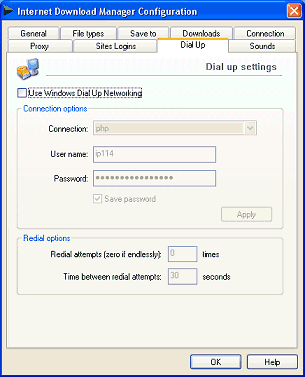 Internet Download Manager Configuration
General File types Save to Downloads Connection
Proxy Sites Logins Dial Up Sounds
Dial up settings
Use Windows Dial Up Networking
Connection options
Connection: php
User name: ip114
Password: ●●●●●●●●●●●●●●●●
Save password
Apply
Redial options
Redial attempts (zero if endlessly): 0 times
Time between redial attempts: 30 seconds
OK Help